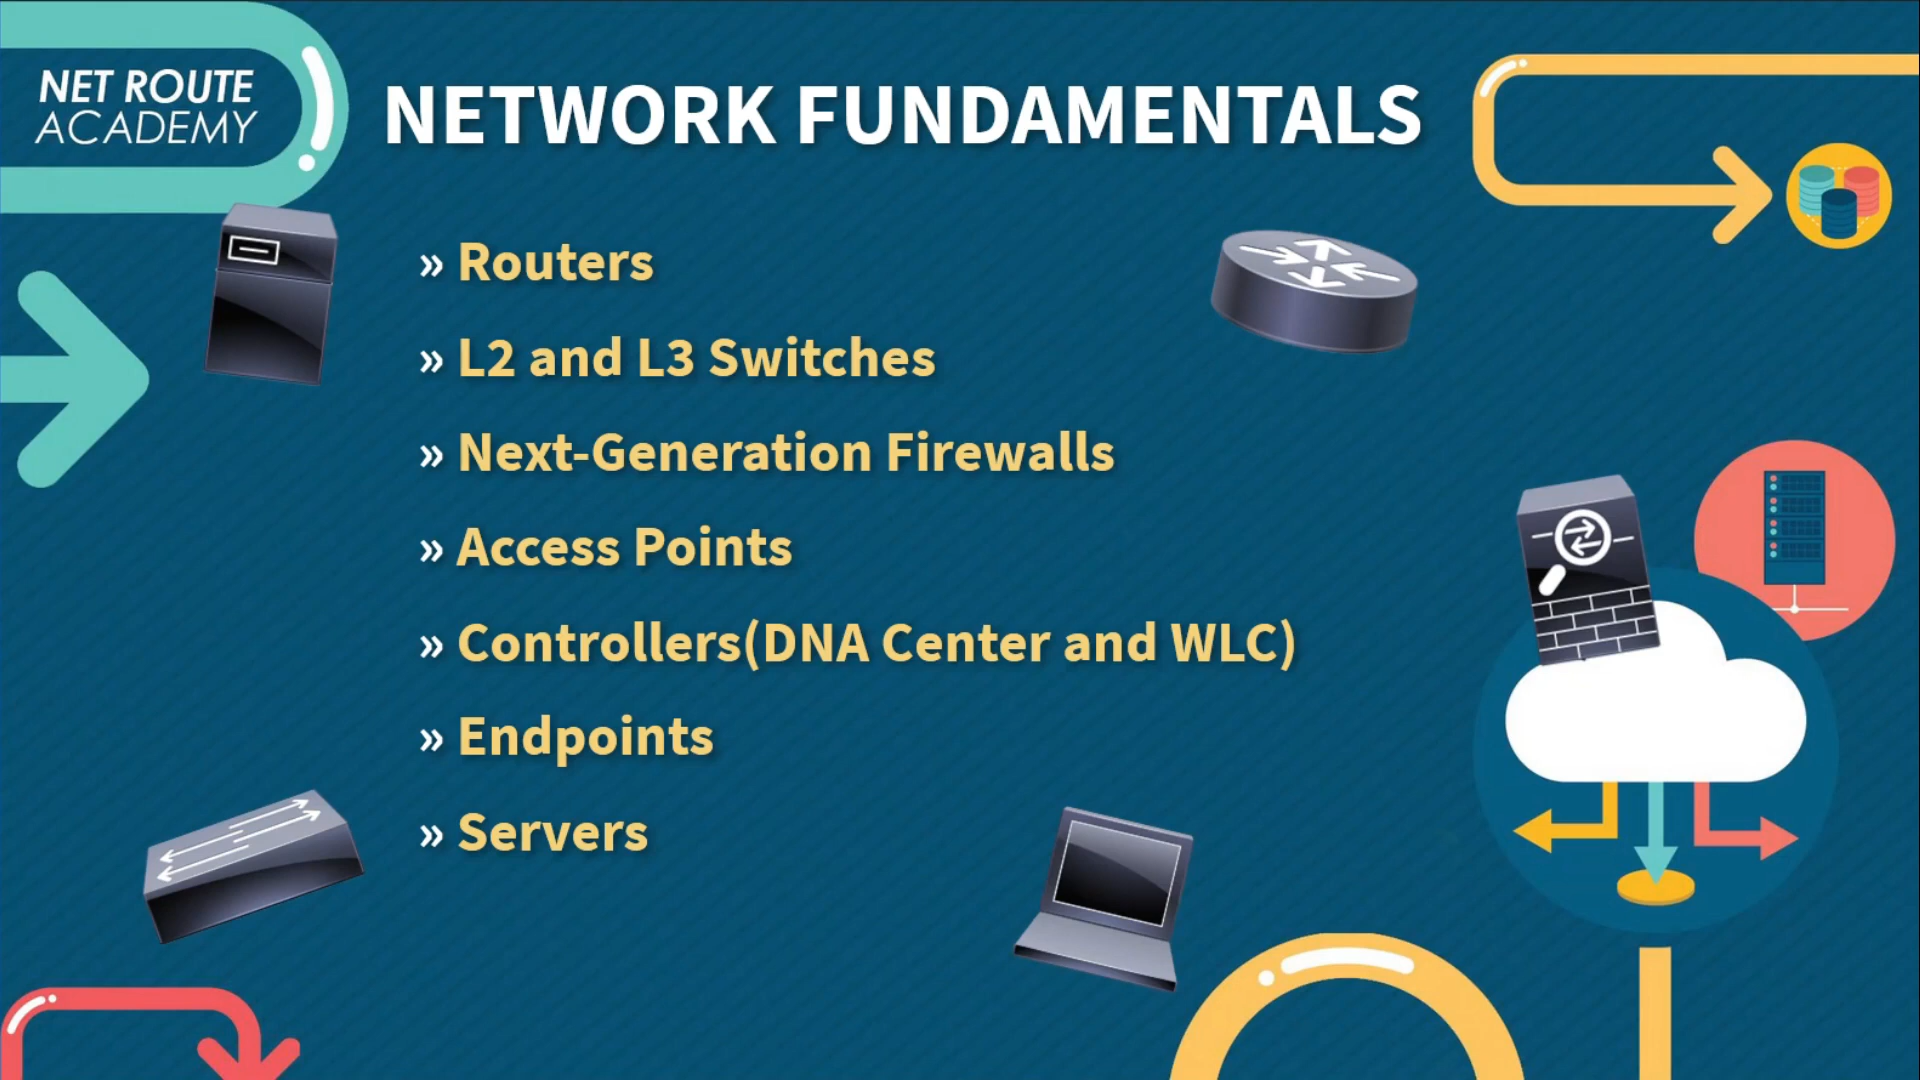 NET ROUTE
ACADEMY
NETWORK FUNDAMENTALS
» Routers
» L2 and L3 Switches
» Next-Generation Firewalls
» Access Points
» Controllers(DNA Center and WLC)
» Endpoints
» Servers